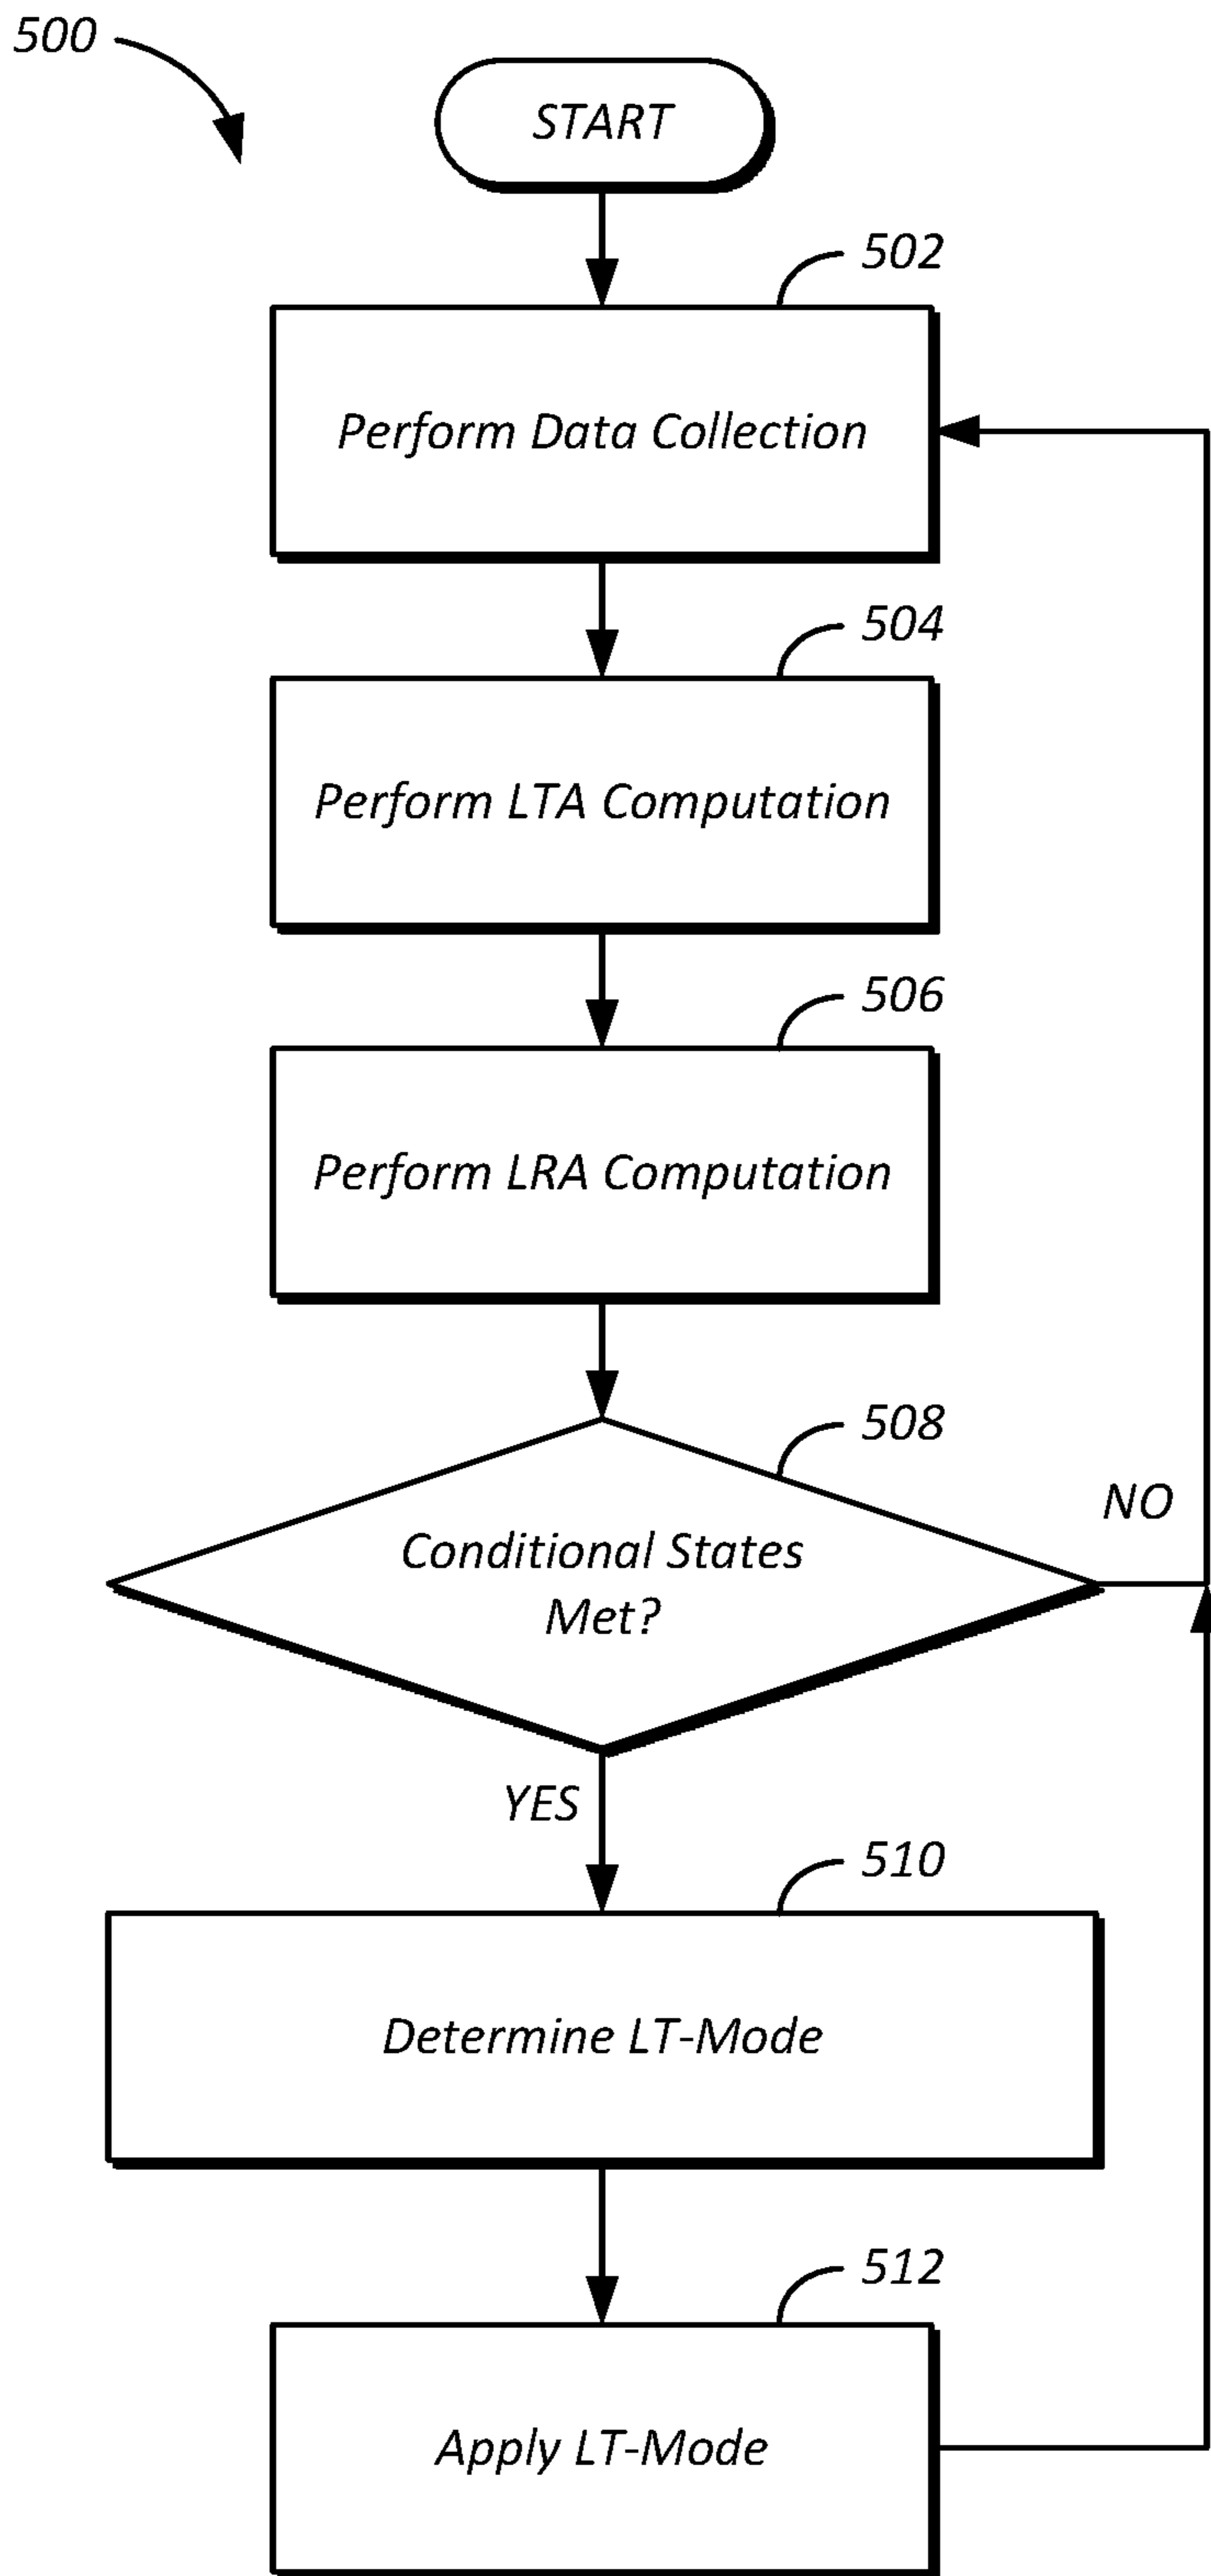 500
START
502
Perform Data Collection
504
Perform LTA Computation
506
Perform LRA Computation
508
Conditional States
Met?
NO
YES
510
Determine LT-Mode
512
Apply LT-Mode